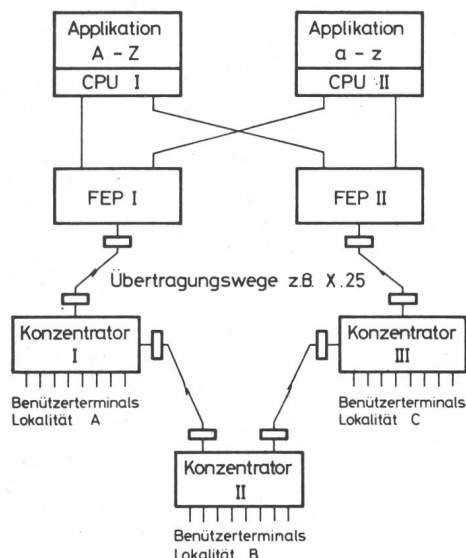 Applikation
A - Z
CPU I
Applikation
a - z
CPU II
FEP I
FEP II
Übertragungswege z.B. X.25
Konzentrator
I
Konzentrator
III
Benützerterminals
Lokalität A
Benützerterminals
Lokalität C
Konzentrator
II
Benützerterminals
Lokalität B